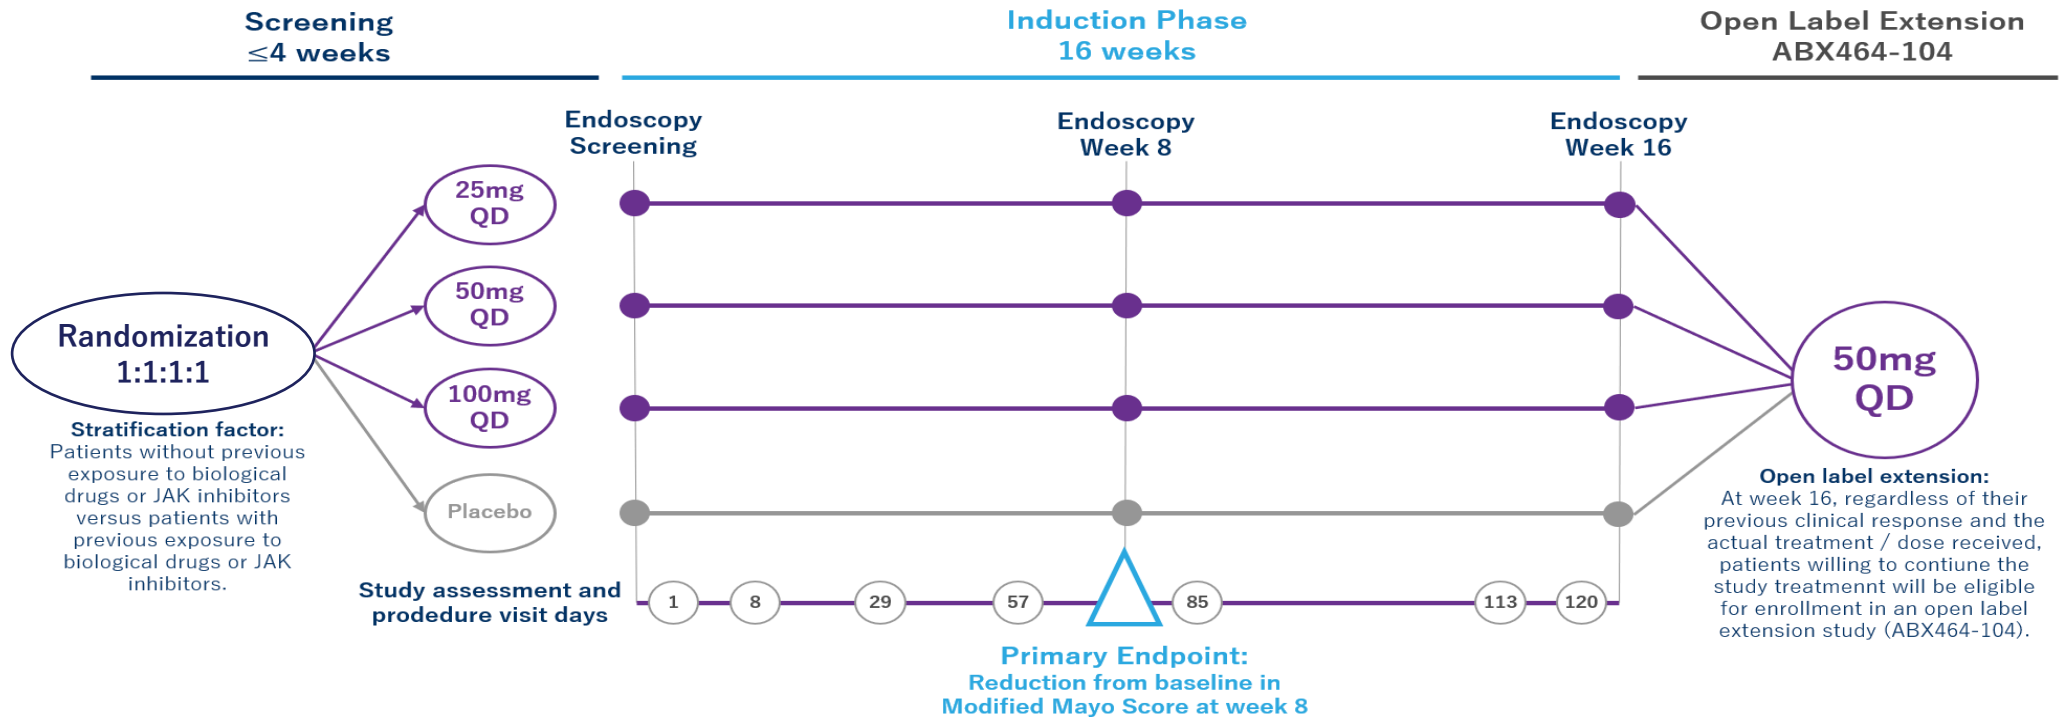 Screening
≤4 weeks
Induction Phase
16 weeks
Open Label Extension
ABX464-104
Endoscopy
Screening
Endoscopy
Week 8
Endoscopy
Week 16
25mg
QD
50mg
QD
100mg
QD
Placebo
Randomization
1:1:1:1
Stratification factor:
Patients without previous
exposure to biological
drugs or JAK inhibitors
versus patients with
previous exposure to
biological drugs or JAK
inhibitors.
Study assessment and
prodedure visit days
1
8
29
57
85
113
120
Primary Endpoint:
Reduction from baseline in
Modified Mayo Score at week 8
50mg
QD
Open label extension:
At week 16, regardless of their
previous clinical response and the
actual treatment / dose received,
patients willing to contiune the
study treatmennt will be eligible
for enrollment in an open label
extension study (ABX464-104).